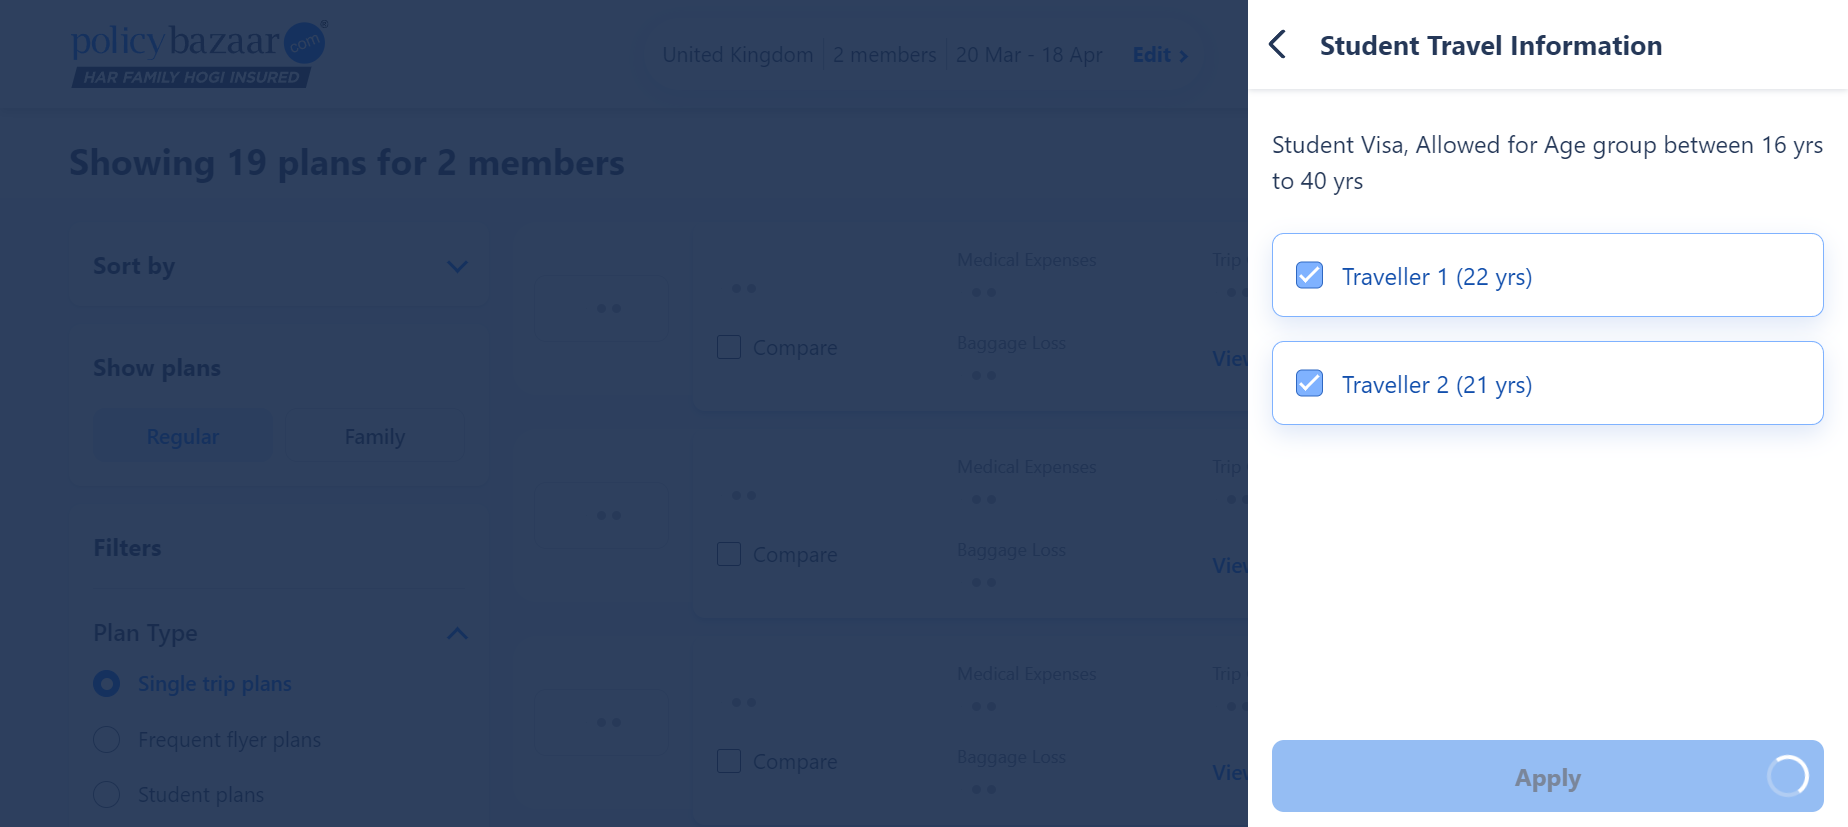 policybazaar.com®
HAR FAMILY HOGI INSURED
United Kingdom 2 members 20 Mar - 18 Apr Edit
Showing 19 plans for 2 members
Sort by
Show plans
Regular Family
Filters
Plan Type
Single trip plans
Frequent flyer plans
Student plans
Medical Expenses Trip
Compare
Baggage Loss
View
Medical Expenses Trip
Compare
Baggage Loss
View
Medical Expenses Trip
Compare
Baggage Loss
View
Student Travel Information
Student Visa, Allowed for Age group between 16 yrs
to 40 yrs
Traveller 1 (22 yrs)
Traveller 2 (21 yrs)
Apply